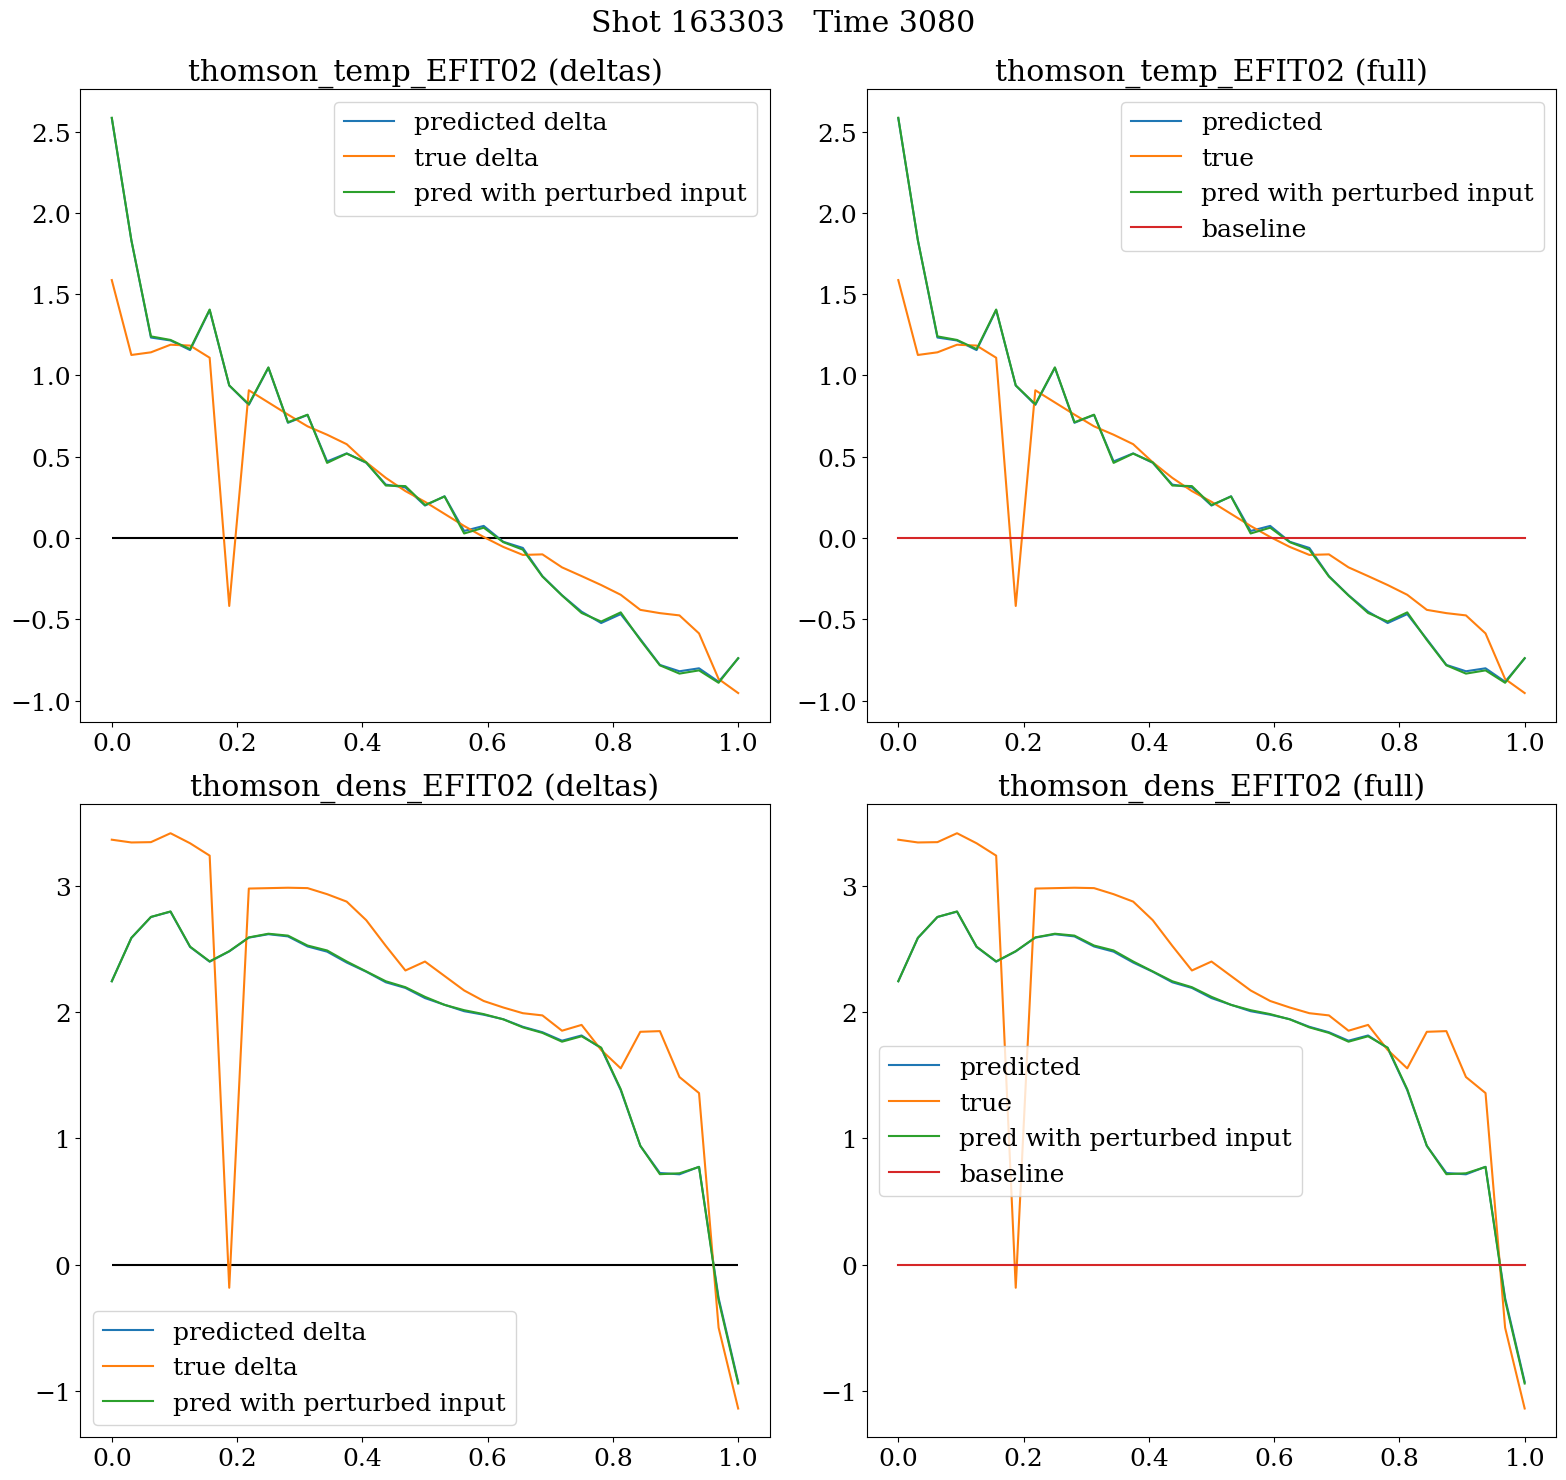 Shot 163303   Time 3080
thomson_temp_EFIT02 (deltas)
2.5
2.0
1.5
1.0
0.5
0.0
−0.5
−1.0
predicted delta
true delta
pred with perturbed input
0.0 0.2 0.4 0.6 0.8 1.0
thomson_temp_EFIT02 (full)
2.5
2.0
1.5
1.0
0.5
0.0
−0.5
−1.0
predicted
true
pred with perturbed input
baseline
0.0 0.2 0.4 0.6 0.8 1.0
thomson_dens_EFIT02 (deltas)
3
2
1
0
−1
predicted delta
true delta
pred with perturbed input
0.0 0.2 0.4 0.6 0.8 1.0
thomson_dens_EFIT02 (full)
3
2
1
0
−1
predicted
true
pred with perturbed input
baseline
0.0 0.2 0.4 0.6 0.8 1.0